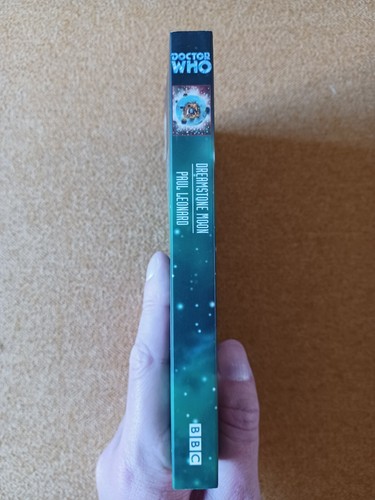 DOCTOR
WHO
DREAMSTONE MOON
PAUL LEONARD
BBC